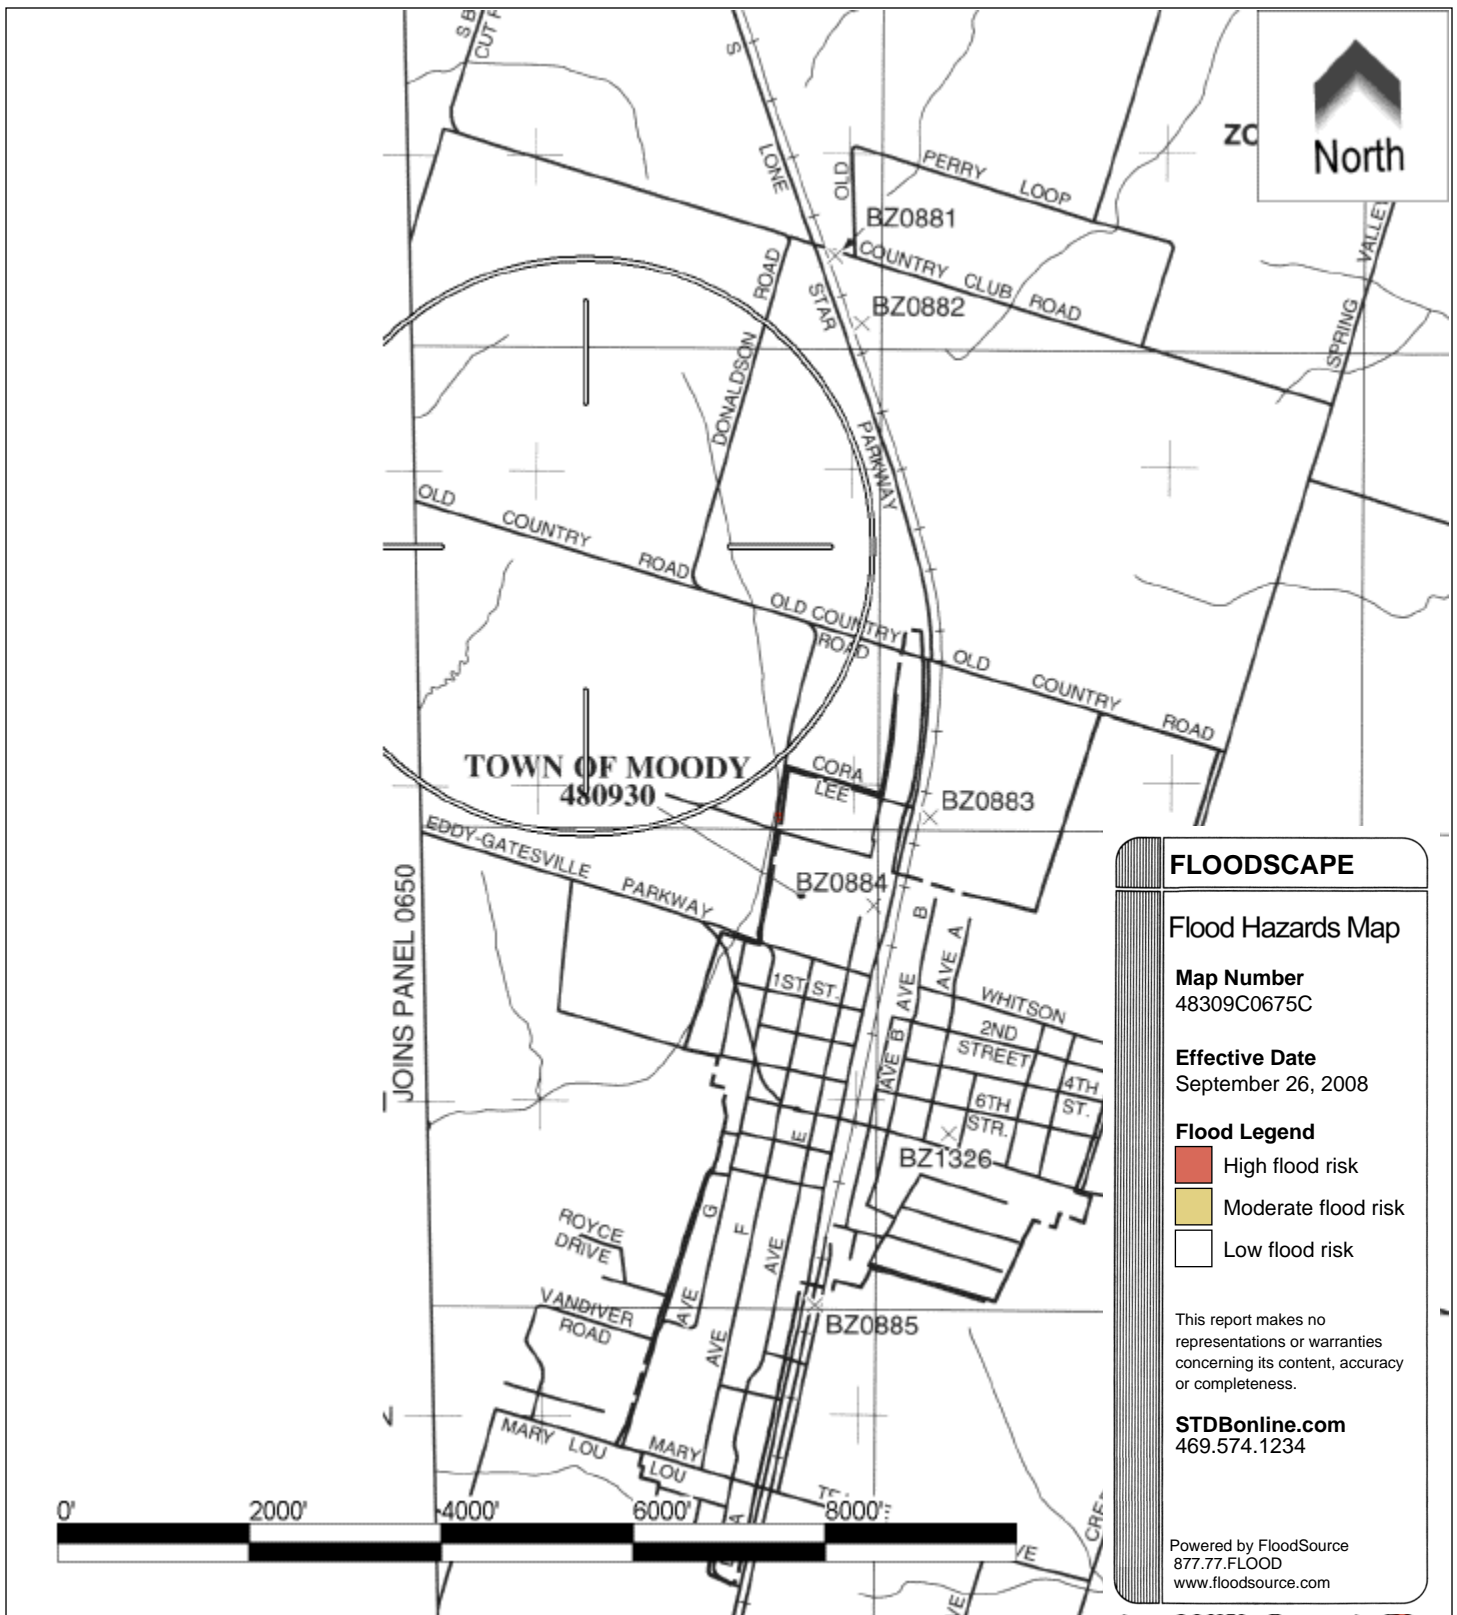 S
CUT
LONE
OLD
PERRY LOOP
BZ0881
North
COUNTRY CLUB ROAD
VALLEY
SPRING
DONALDSON ROAD
STAR
BZ0882
PARKWAY
OLD COUNTRY ROAD
OLD COUNTRY
ROAD
OLD COUNTRY ROAD
TOWN OF MOODY
480930
CORA
LEE
BZ0883
EDDY-GATESVILLE PARKWAY
BZ0884
JOINS PANEL 0650
B
AVE A
AVE
AVE B
1ST ST.
WHITSON
2ND
STREET
4TH
ST.
6TH
STR.
BZ1326
E
G
F
AVE
AVE
AVE
ROYCE
DRIVE
VANDIVER
ROAD
BZ0885
MARY LOU
MARY
LOU
0' 2000' 4000' 6000' 8000'
FLOODSCAPE
Flood Hazards Map
Map Number
48309C0675C
Effective Date
September 26, 2008
Flood Legend
High flood risk
Moderate flood risk
Low flood risk
This report makes no
representations or warranties
concerning its content, accuracy
or completeness.
STDBonline.com
469.574.1234
Powered by FloodSource
877.77.FLOOD
www.floodsource.com